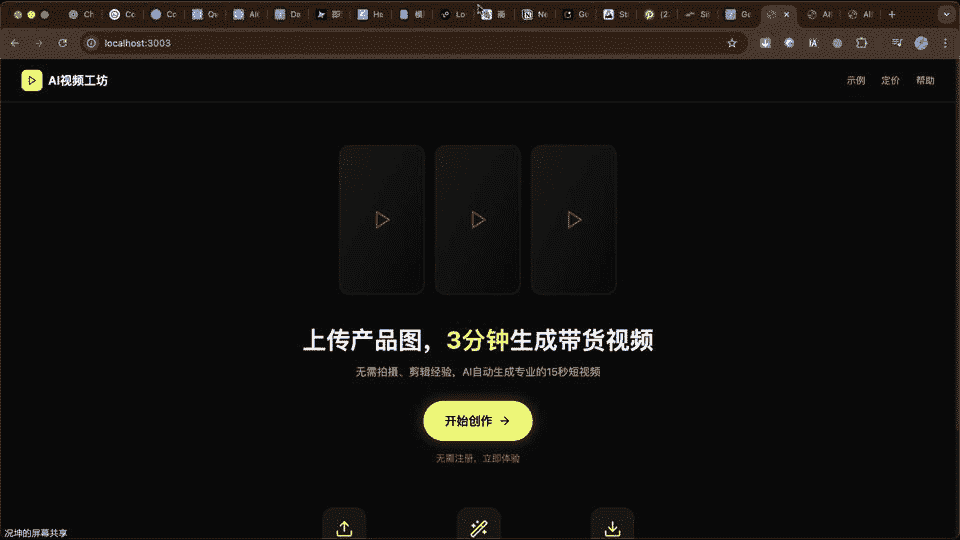 localhost:3003
AI视频工坊
示例
定价
帮助
上传产品图，3分钟生成带货视频
无需拍摄、剪辑经验，AI自动生成专业的15秒短视频
开始创作 →
无需注册，立即体验
况坤的屏幕共享